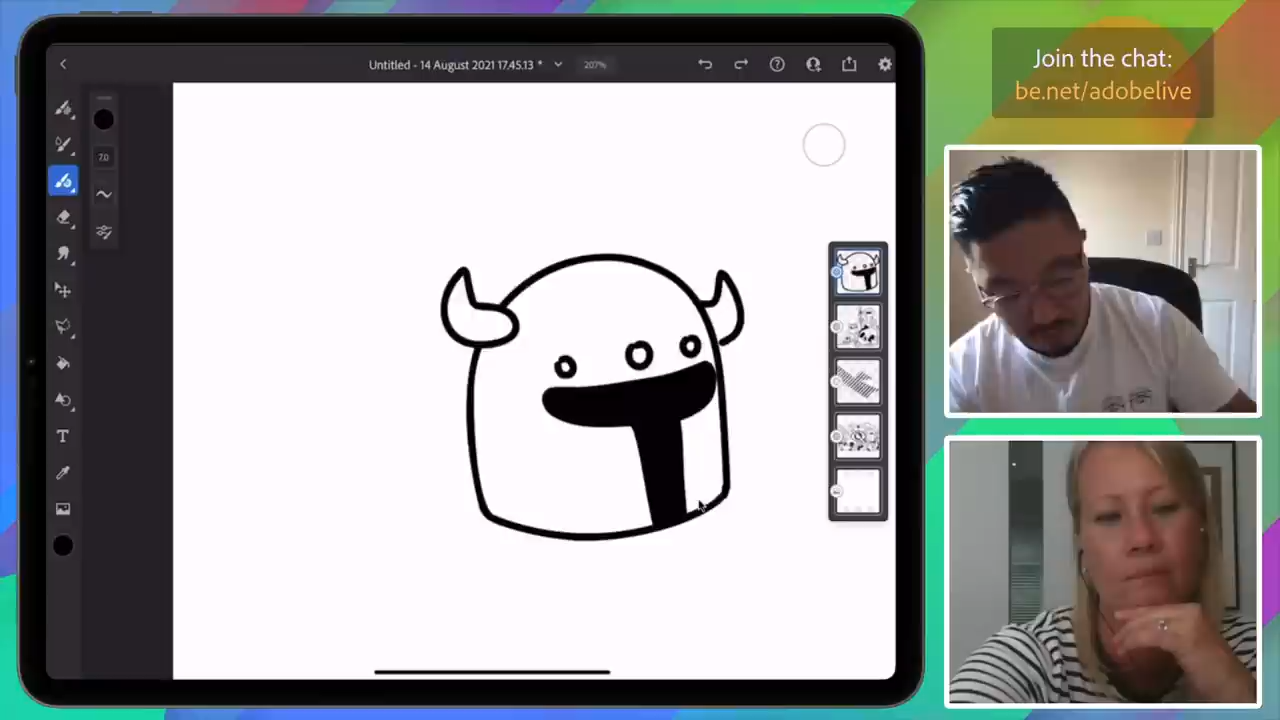 Untitled - 14 August 2021 17.45.13 *
207%
7.0
T
Join the chat:
be.net/adobelive